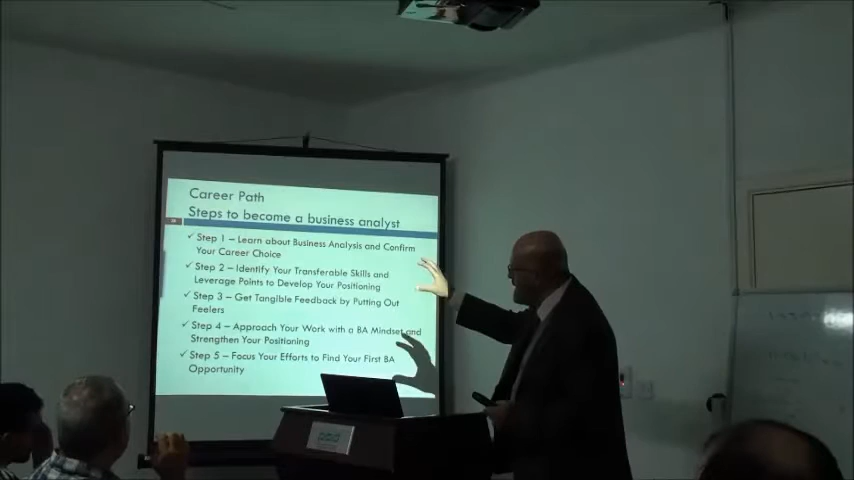 Career Path
Steps to become a business analyst
✓ Step 1 – Learn about Business Analysis and Confirm
Your Career Choice
✓ Step 2 – Identify Your Transferable Skills and
Leverage Points to Develop Your Positioning
✓ Step 3 – Get Tangible Feedback by Putting Out
Feelers
✓ Step 4 – Approach Your Work with a BA Mindset and
Strengthen Your Positioning
✓ Step 5 – Focus Your Effort to Find Your First BA
Opportunity